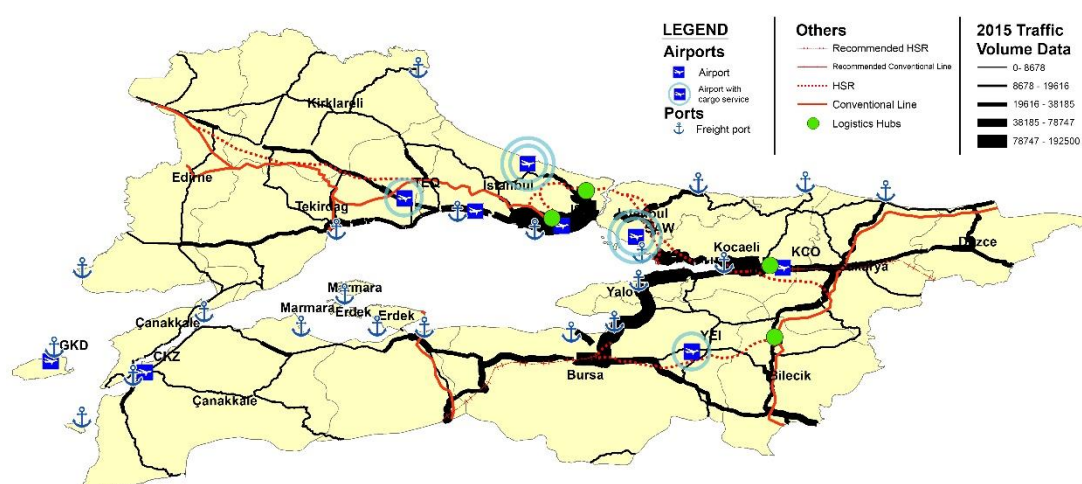 LEGEND
Airports
Airport
Airport with
cargo service
Ports
Freight port
Others
Recommended HSR
Recommended Conventional Line
HSR
Conventional Line
Logistics Hubs
2015 Traffic
Volume Data
0- 8678
8678 - 19616
19616 - 38185
38185 - 78747
78747 - 192500
Kirklareli
Edirne
TEQ
Istanbul
Tekirdag
Istanbul
SAW
Kocaeli
KCO
Düzce
Yalo
Marmara
Marmara
Erdek
Erdek
Çanakkale
GKD
CKZ
Çanakkale
Bursa
YEI
Bilecik